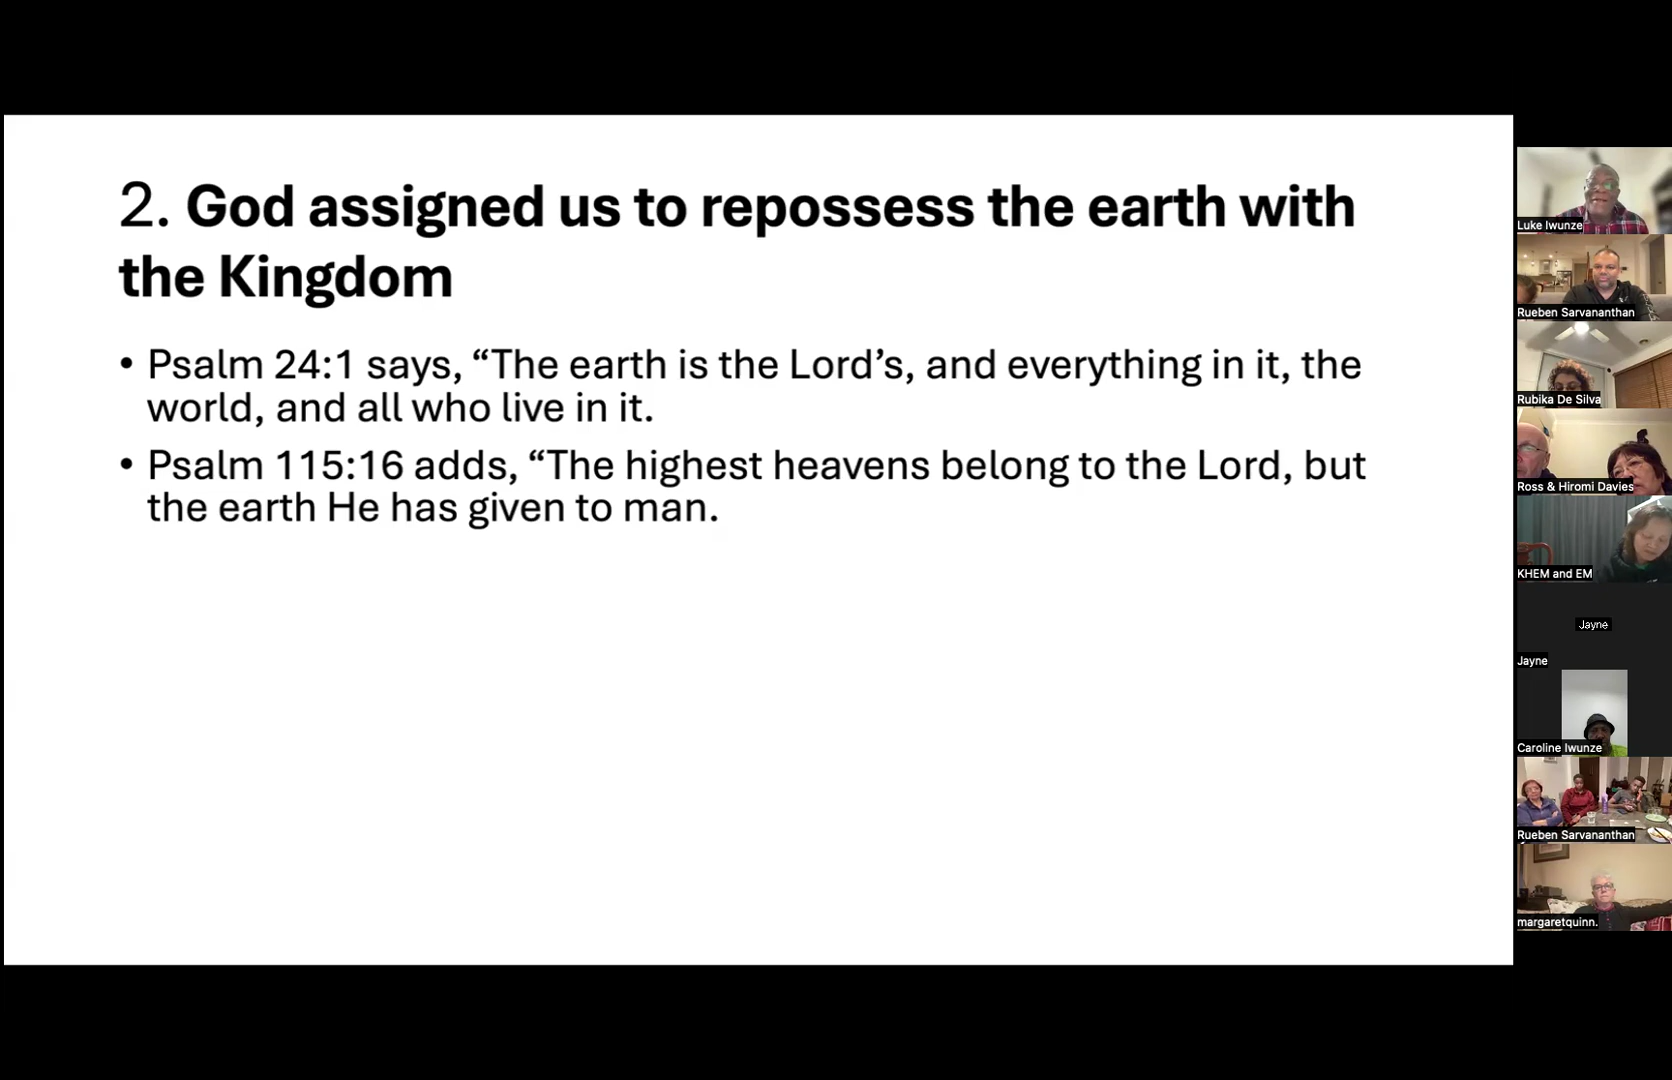 2. God assigned us to repossess the earth with
the Kingdom
• Psalm 24:1 says, “The earth is the Lord’s, and everything in it, the
world, and all who live in it.
• Psalm 115:16 adds, “The highest heavens belong to the Lord, but
the earth He has given to man.
Luke Iwunze
Rueben Sarvananthan
Rubika De Silva
Ross & Hiromi Davies
KHEM and EM
Jayne
Jayne
Caroline Iwunze
Rueben Sarvananthan
margaretquinn.